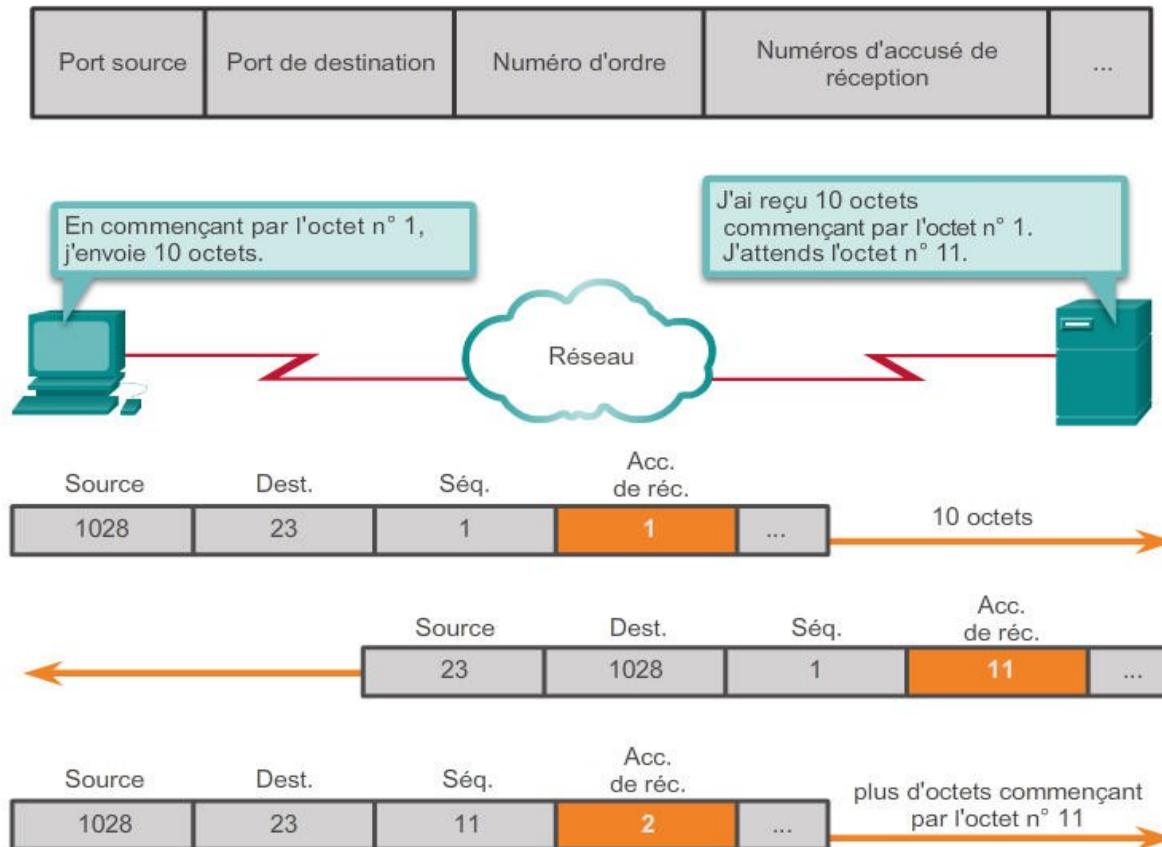 Port source
Port de destination
Numéro d'ordre
Numéros d'accusé de
réception
...
En commençant par l'octet n° 1,
j'envoie 10 octets.
J'ai reçu 10 octets
commençant par l'octet n° 1.
J'attends l'octet n° 11.
Réseau
Source Dest. Séq. Acc.
de réc.
1028 23 1 1 ...
10 octets
Source Dest. Séq. Acc.
de réc.
23 1028 1 11 ...
Source Dest. Séq. Acc.
de réc.
1028 23 11 2 ...
plus d'octets commençant
par l'octet n° 11